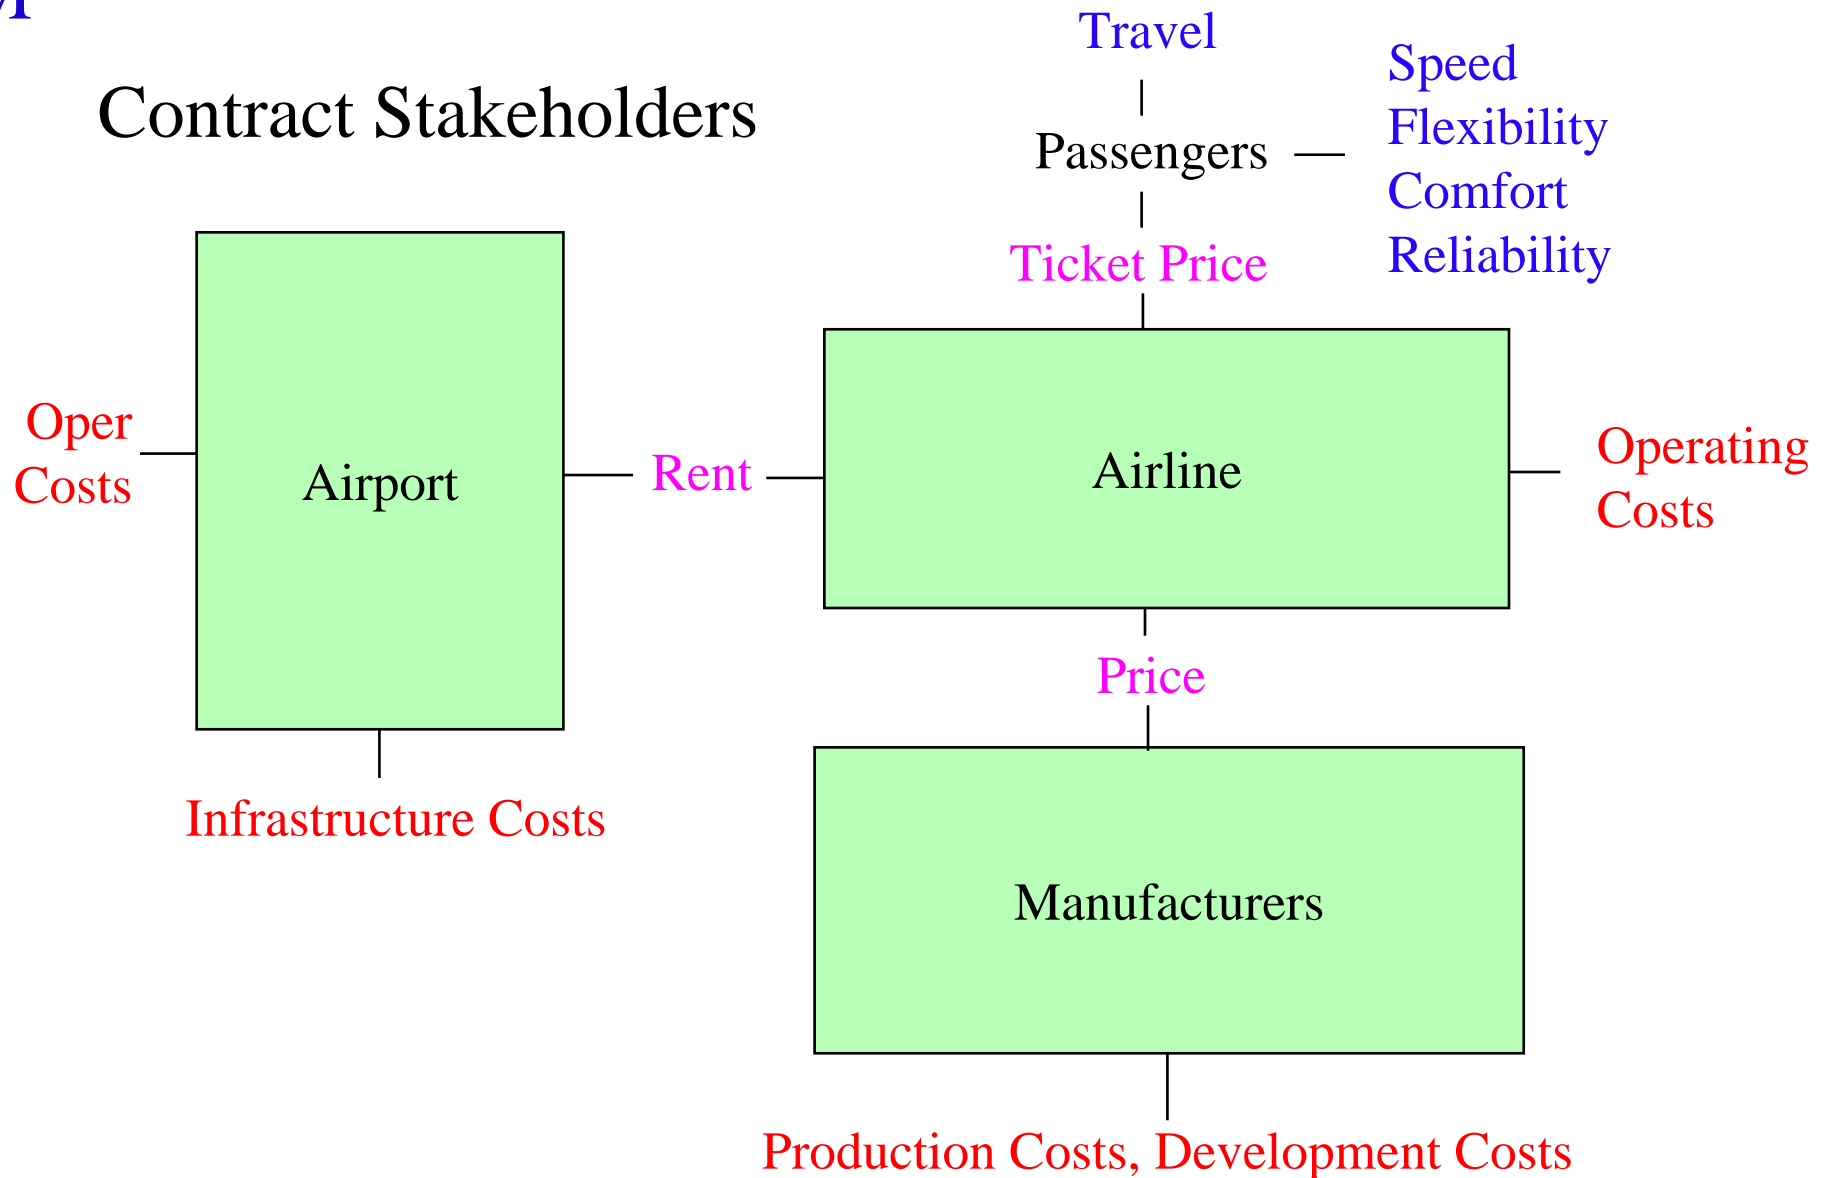 Contract Stakeholders
Travel
Passengers
Speed
Flexibility
Comfort
Reliability
Ticket Price
Oper
Costs
Airport
Rent
Airline
Operating
Costs
Price
Infrastructure Costs
Manufacturers
Production Costs, Development Costs